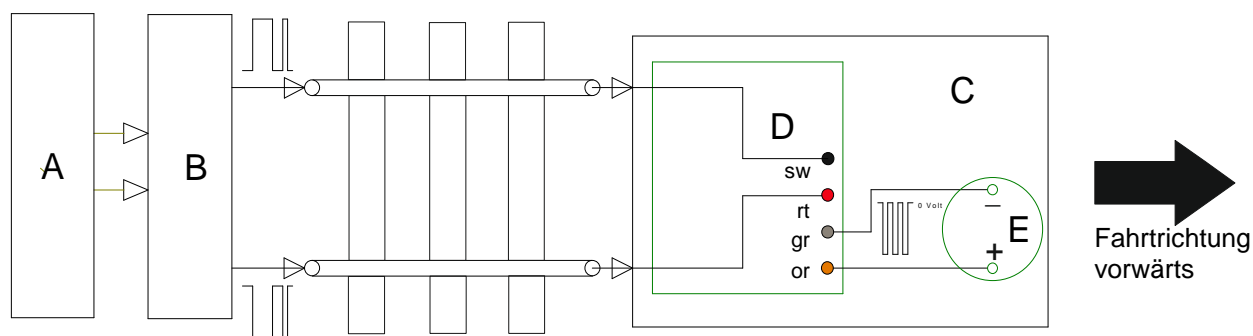 A
B
C
D
sw
rt
gr
or
0 Volt
–
E
+
Fahrtrichtung
vorwärts